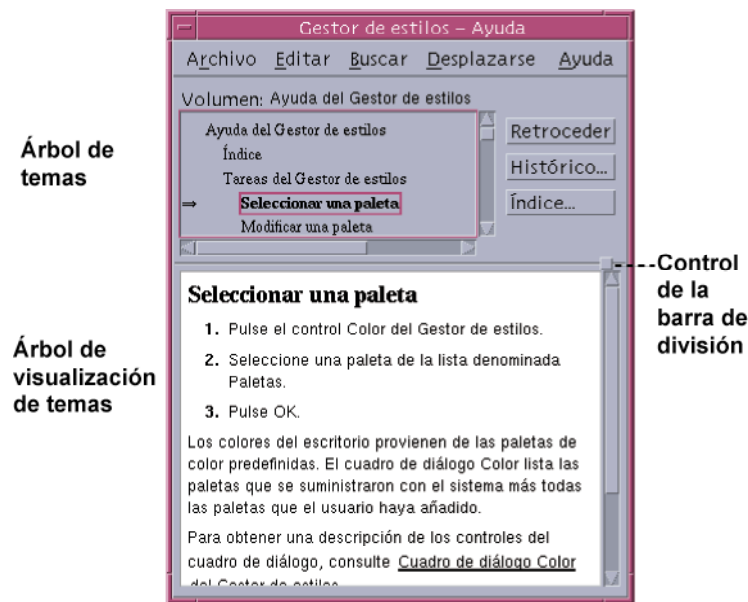 Gestor de estilos – Ayuda
Archivo Editar Buscar Desplazarse Ayuda
Volumen: Ayuda del Gestor de estilos
Árbol de
temas
Ayuda del Gestor de estilos
Índice
Tareas del Gestor de estilos
⇒ Seleccionar una paleta
Modificar una paleta
Retroceder
Histórico...
Índice...
Control
de la
barra de
división
Árbol de
visualización
de temas
Seleccionar una paleta
1. Pulse el control Color del Gestor de estilos.
2. Seleccione una paleta de la lista denominada
Paletas.
3. Pulse OK.
Los colores del escritorio provienen de las paletas de
color predefinidas. El cuadro de diálogo Color lista las
paletas que se suministraron con el sistema más todas
las paletas que el usuario haya añadido.
Para obtener una descripción de los controles del
cuadro de diálogo, consulte Cuadro de diálogo Color
del Gestor de estilos